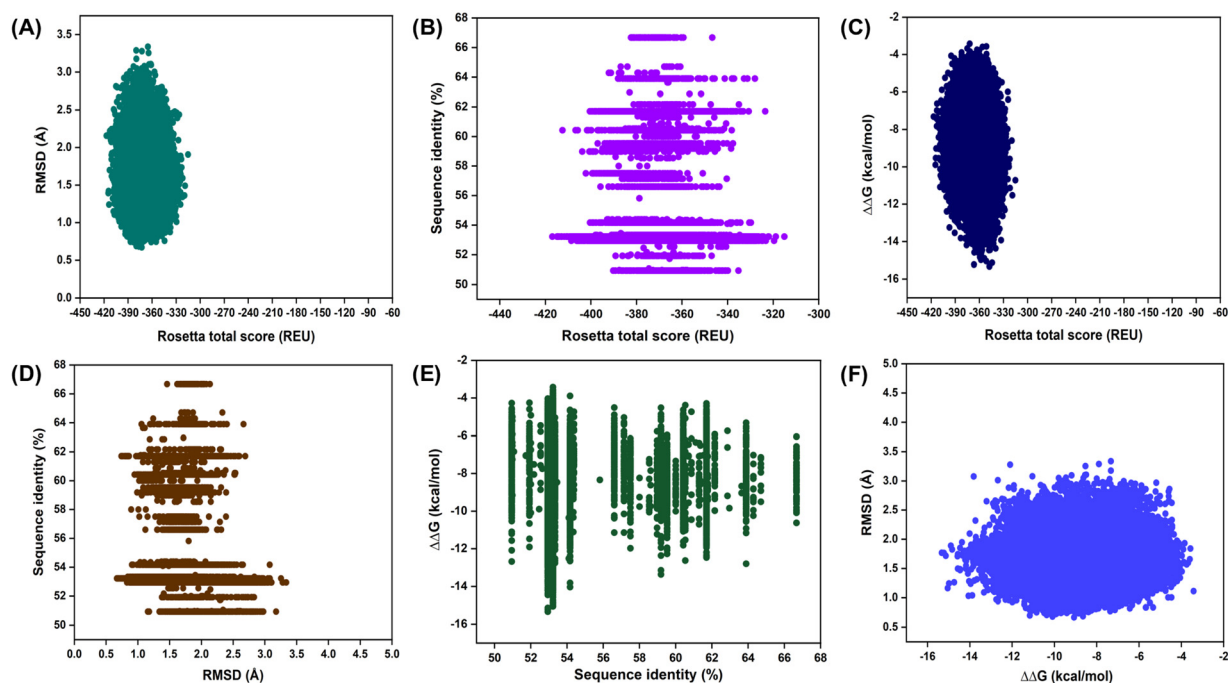 (A)
RMSD (Å)
3.5
3.0
2.5
2.0
1.5
1.0
0.5
0.0
-450 -420 -390 -360 -330 -300 -270 -240 -210 -180 -150 -120 -90 -60
Rosetta total score (REU)
(B)
Sequence identity (%)
68
66
64
62
60
58
56
54
52
50
-400 -380 -360 -340 -320 -300
Rosetta total score (REU)
(C)
ΔΔG (kcal/mol)
-2
-4
-6
-8
-10
-12
-14
-16
-450 -420 -390 -360 -330 -300 -270 -240 -210 -180 -150 -120 -90 -60
Rosetta total score (REU)
(D)
Sequence identity (%)
68
66
64
62
60
58
56
54
52
50
0.0 0.5 1.0 1.5 2.0 2.5 3.0 3.5 4.0 4.5 5.0
RMSD (Å)
(E)
ΔΔG (kcal/mol)
-2
-4
-6
-8
-10
-12
-14
-16
50 52 54 56 58 60 62 64 66 68
Sequence identity (%)
(F)
RMSD (Å)
5.0
4.5
4.0
3.5
3.0
2.5
2.0
1.5
1.0
0.5
0.0
-16 -14 -12 -10 -8 -6 -4 -2
ΔΔG (kcal/mol)